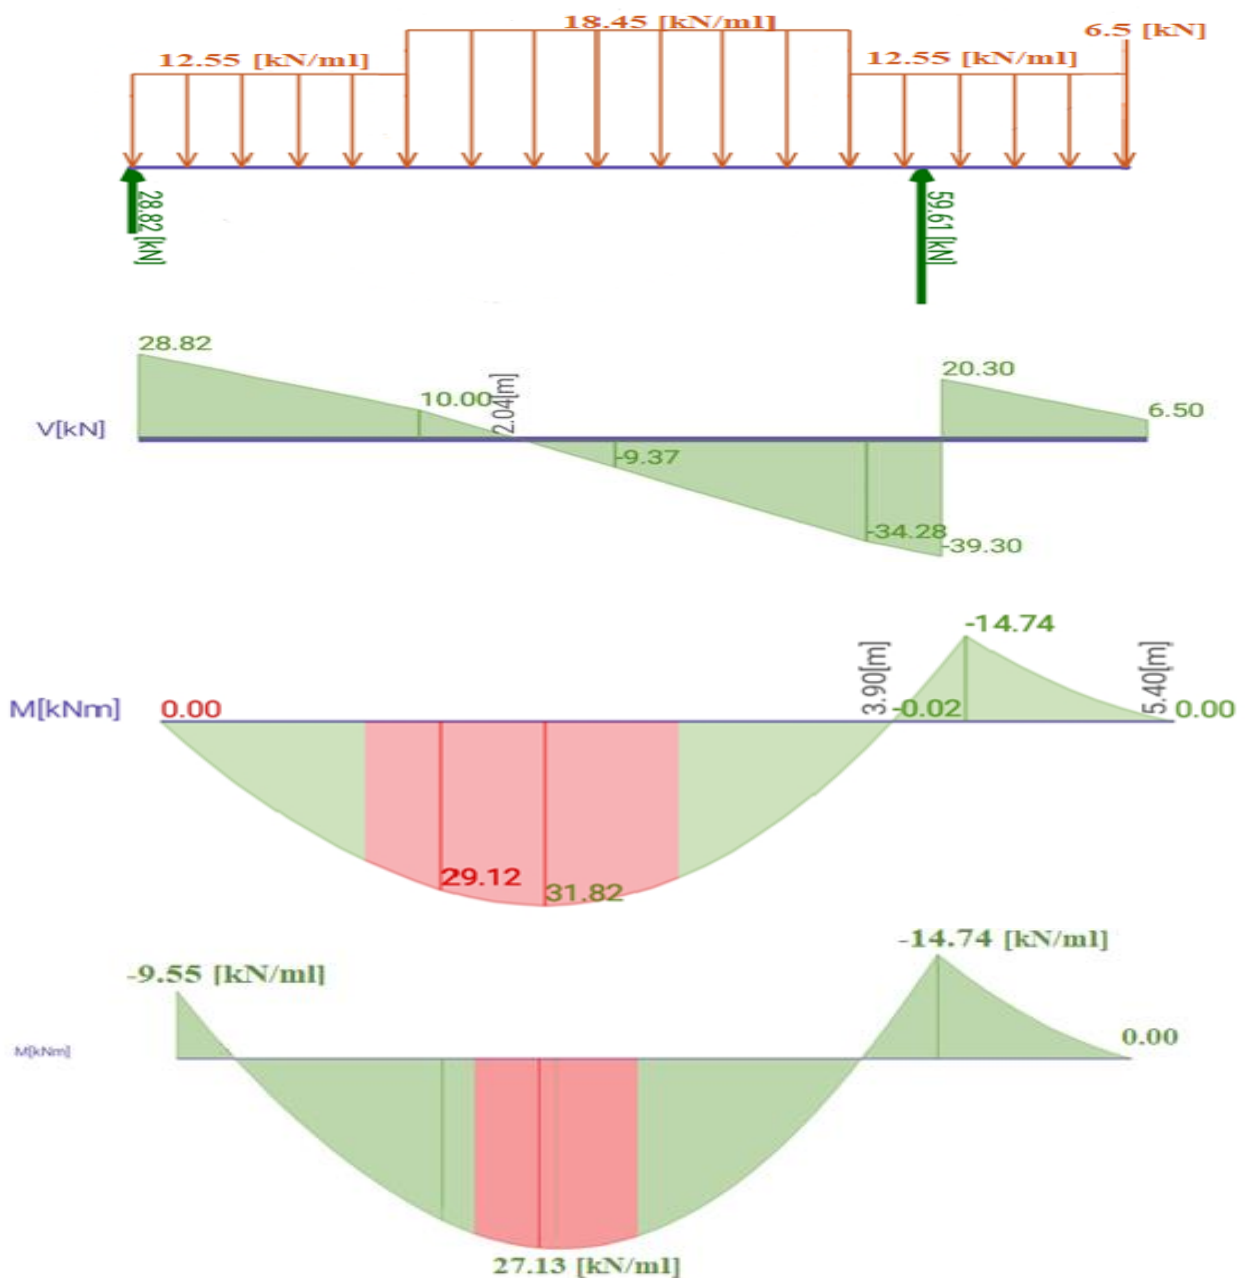 18.45 [kN/ml]
6.5 [kN]
12.55 [kN/ml]
12.55 [kN/ml]
28.82 [kN]
59.61 [kN]
28.82
2.04[m]
20.30
10.00
6.50
V[kN]
-9.37
-34.28
-39.30
-14.74
3.90[m]
5.40[m]
M[kNm]
0.00
-0.02
0.00
29.12
31.82
-14.74 [kN/ml]
-9.55 [kN/ml]
0.00
M[kNm]
27.13 [kN/ml]